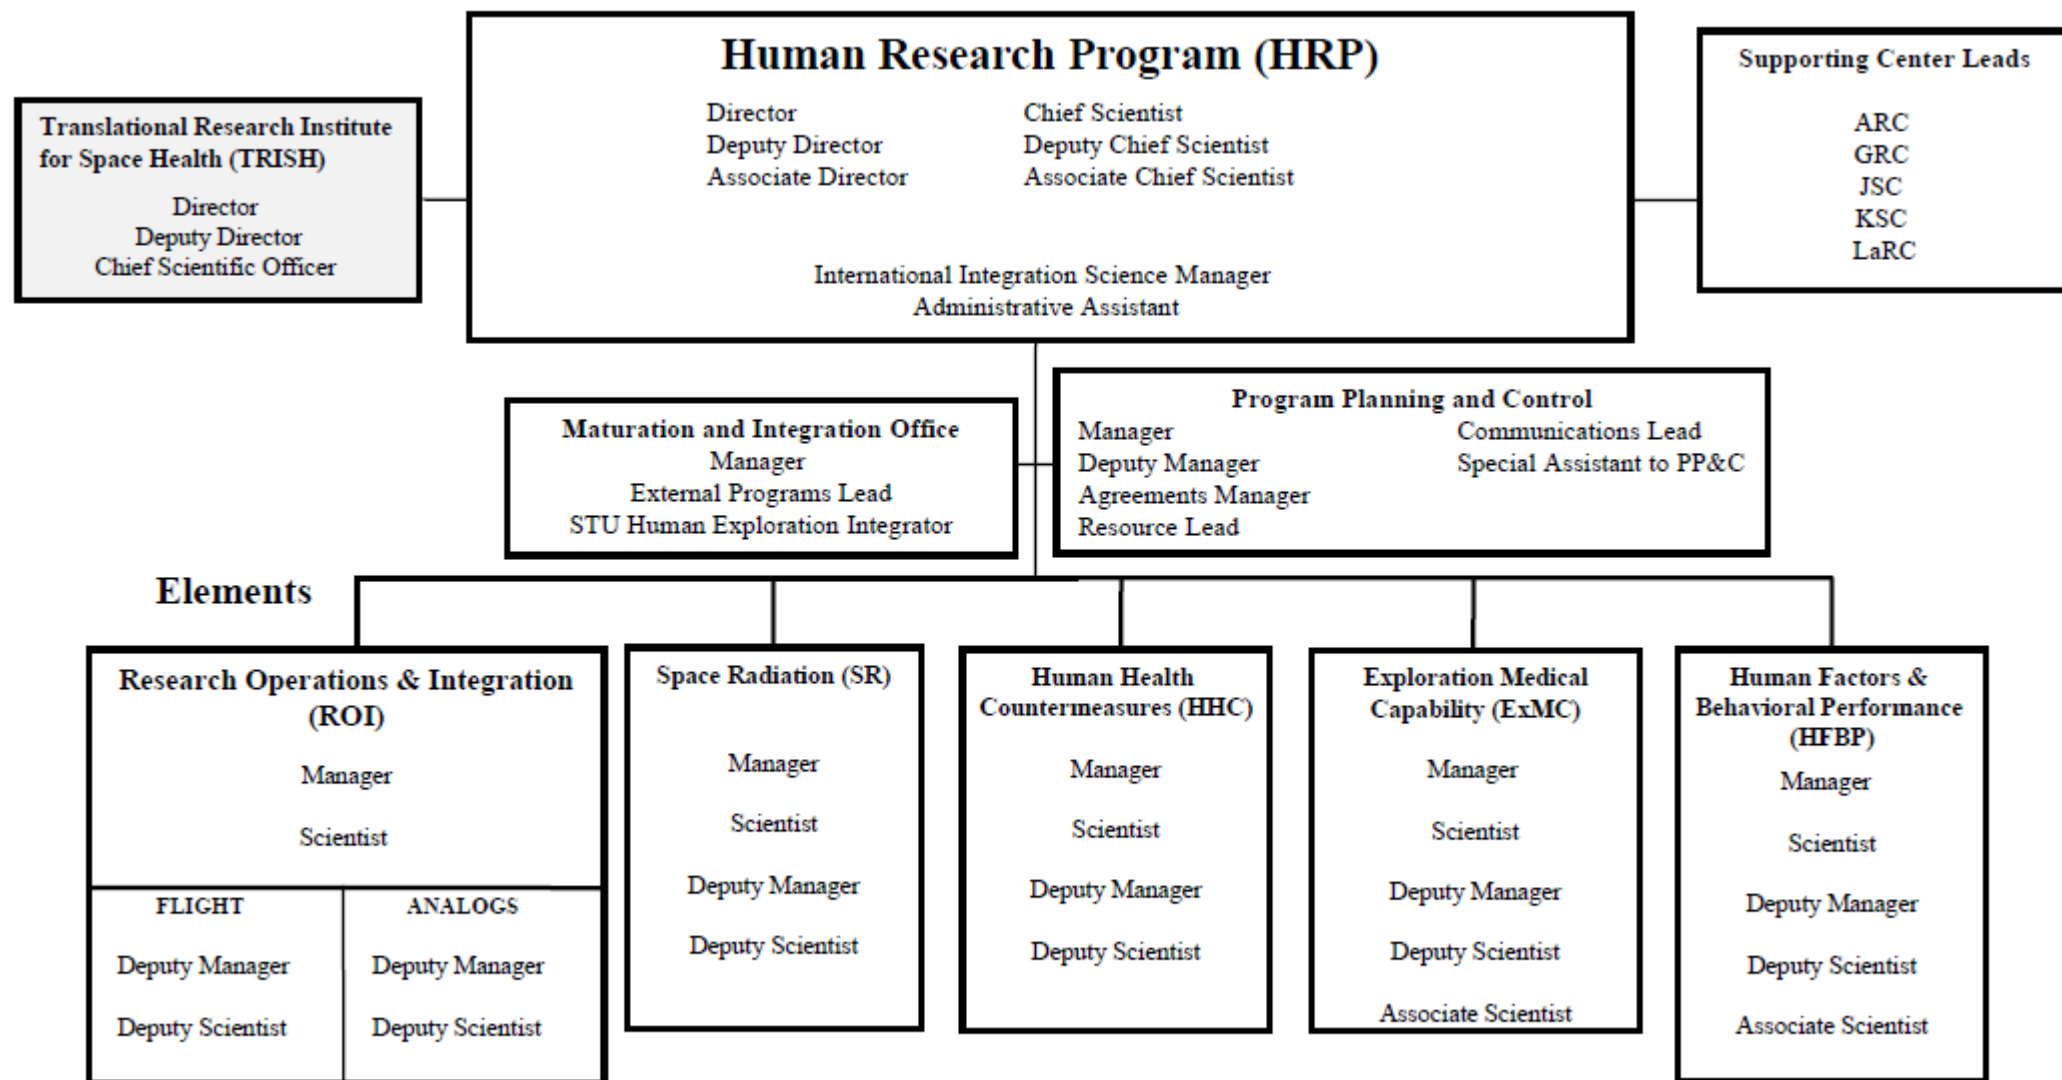 Human Research Program (HRP)
Director
Deputy Director
Associate Director
Chief Scientist
Deputy Chief Scientist
Associate Chief Scientist
International Integration Science Manager
Administrative Assistant
Translational Research Institute
for Space Health (TRISH)
Director
Deputy Director
Chief Scientific Officer
Supporting Center Leads
ARC
GRC
JSC
KSC
LaRC
Maturation and Integration Office
Manager
External Programs Lead
STU Human Exploration Integrator
Program Planning and Control
Manager
Deputy Manager
Agreements Manager
Resource Lead
Communications Lead
Special Assistant to PP&C
Elements
Research Operations & Integration
(ROI)
Manager
Scientist
FLIGHT
Deputy Manager
Deputy Scientist
ANALOGS
Deputy Manager
Deputy Scientist
Space Radiation (SR)
Manager
Scientist
Deputy Manager
Deputy Scientist
Human Health
Countermeasures (HHC)
Manager
Scientist
Deputy Manager
Deputy Scientist
Exploration Medical
Capability (ExMC)
Manager
Scientist
Deputy Manager
Deputy Scientist
Associate Scientist
Human Factors &
Behavioral Performance
(HFBP)
Manager
Scientist
Deputy Manager
Deputy Scientist
Associate Scientist